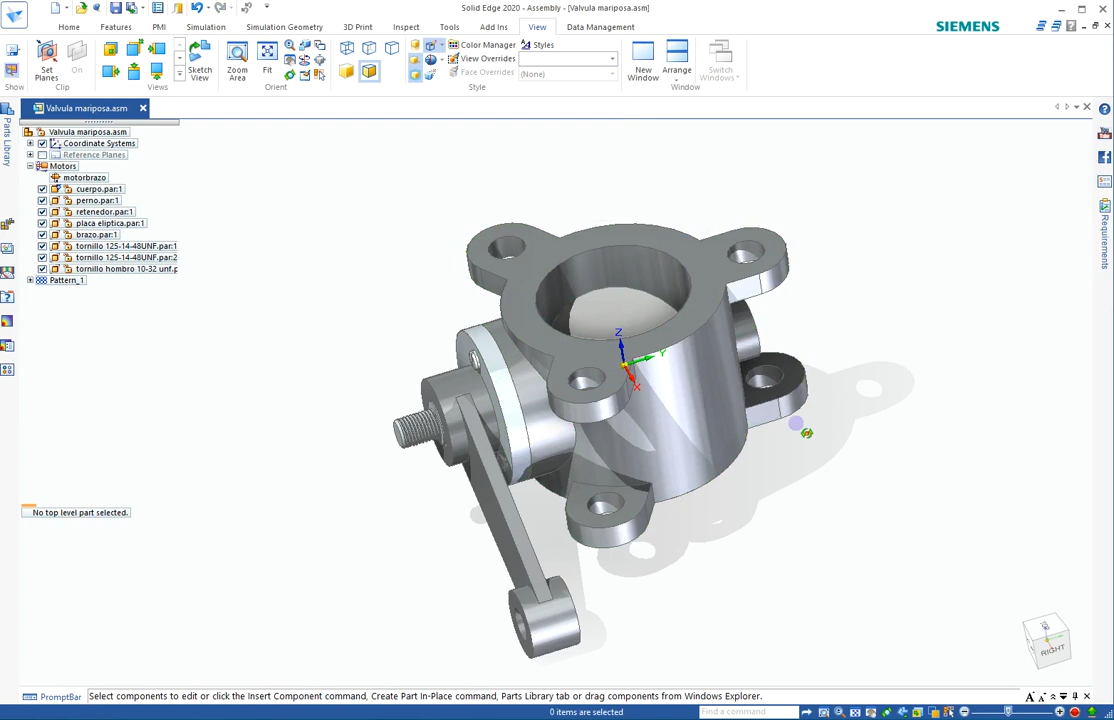 Solid Edge 2020 - Assembly - [Valvula mariposa.asm]
Home
Features
PMI
Simulation
Simulation Geometry
3D Print
Inspect
Tools
Add Ins
View
Data Management
SIEMENS
Set
Planes
On
Sketch
View
Zoom
Area
Fit
Color Manager
View Overrides
Face Overrides
Styles
(None)
New
Window
Arrange
Switch
Windows
Show
Clip
Views
Orient
Style
Window
Valvula mariposa.asm
Parts Library
Valvula mariposa.asm
Coordinate Systems
Reference Planes
Motors
motorbrazo
cuerpo.par:1
perno.par:1
retenedor.par:1
placa eliptica.par:1
brazo.par:1
tornillo 125-14-48UNF.par:1
tornillo 125-14-48UNF.par:2
tornillo hombro 10-32 unf.p
Pattern_1
No top level part selected.
Requirements
Z
Y
X
RIGHT
PromptBar
Select components to edit or click the Insert Component command, Create Part In-Place command, Parts Library tab or drag components from Windows Explorer.
0 items are selected
Find a command